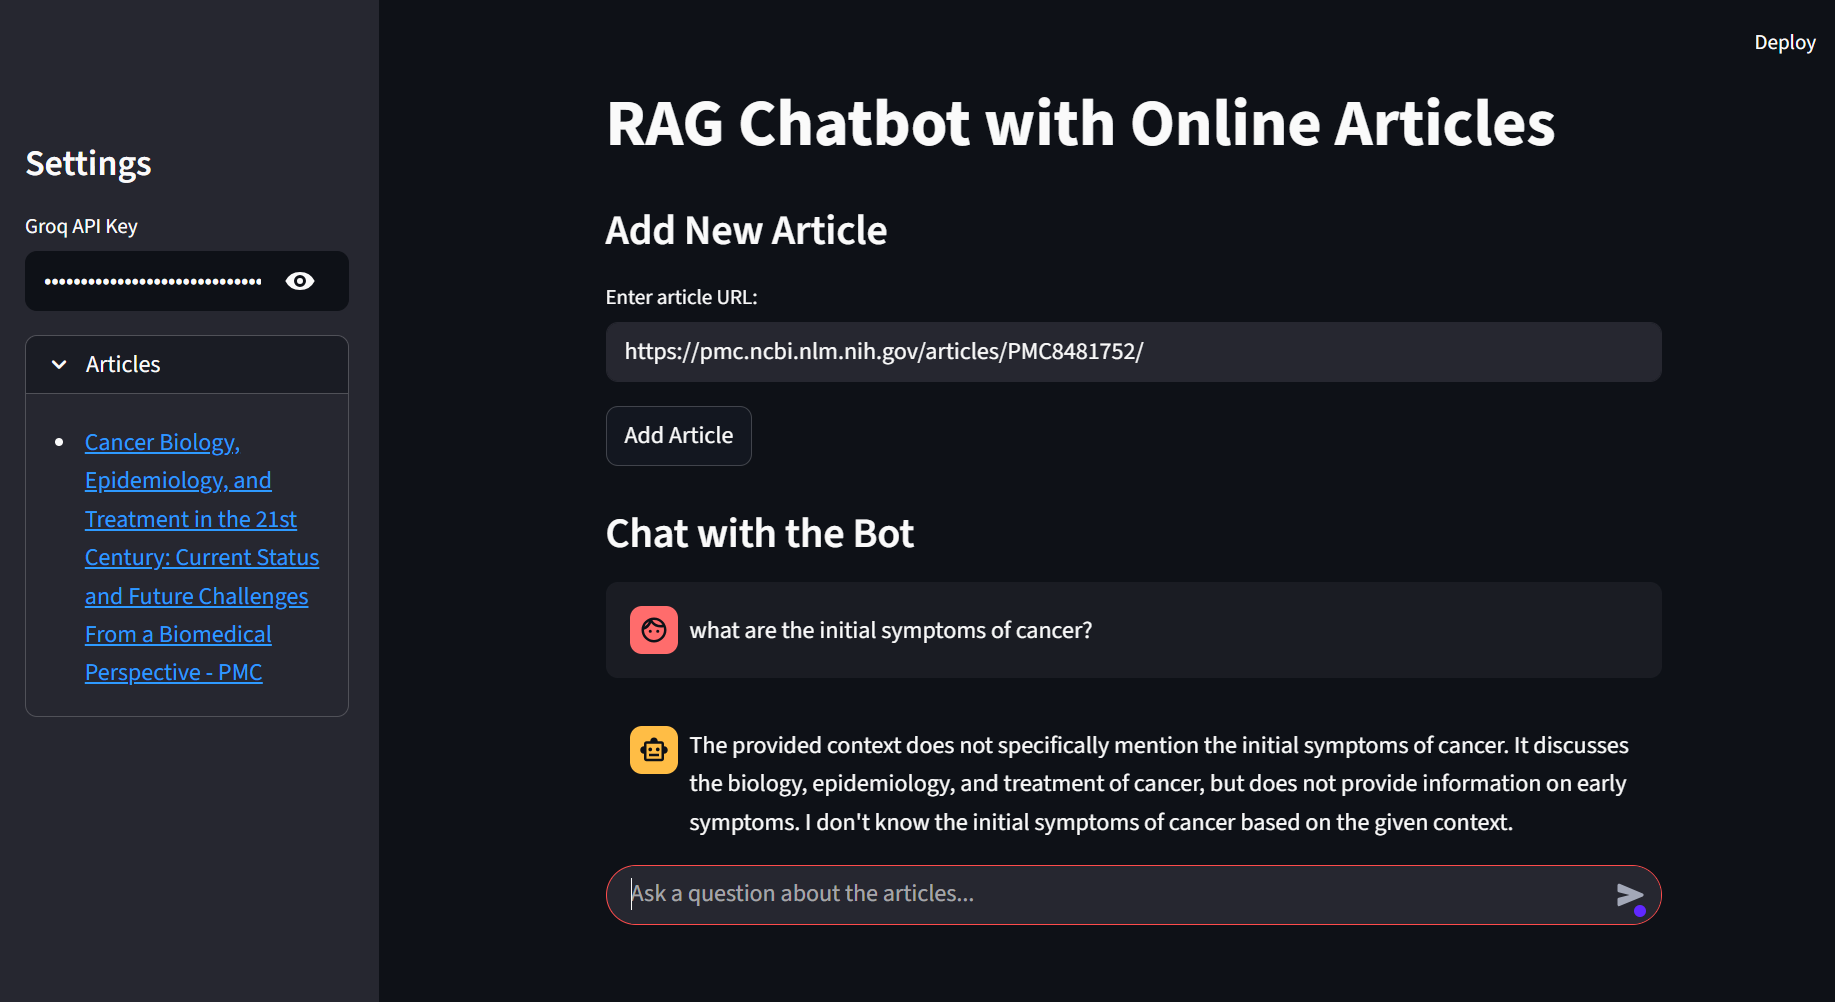 Deploy
Settings
Groq API Key
Articles
Cancer Biology,
Epidemiology, and
Treatment in the 21st
Century: Current Status
and Future Challenges
From a Biomedical
Perspective - PMC
RAG Chatbot with Online Articles
Add New Article
Enter article URL:
https://pmc.ncbi.nlm.nih.gov/articles/PMC8481752/
Add Article
Chat with the Bot
what are the initial symptoms of cancer?
The provided context does not specifically mention the initial symptoms of cancer. It discusses
the biology, epidemiology, and treatment of cancer, but does not provide information on early
symptoms. I don't know the initial symptoms of cancer based on the given context.
Ask a question about the articles...